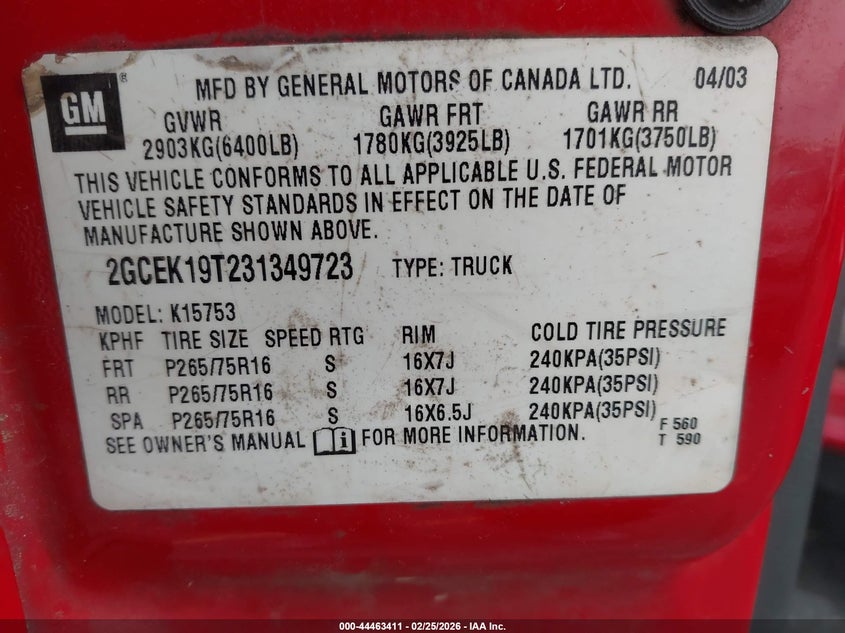 GM ®
MFD BY GENERAL MOTORS OF CANADA LTD. 04/03
GVWR GAWR FRT GAWR RR
2903KG(6400LB) 1780KG(3925LB) 1701KG(3750LB)
THIS VEHICLE CONFORMS TO ALL APPLICABLE U.S. FEDERAL MOTOR
VEHICLE SAFETY STANDARDS IN EFFECT ON THE DATE OF
MANUFACTURE SHOWN ABOVE.
2GCEK19T231349723 TYPE: TRUCK
MODEL: K15753
KPHF TIRE SIZE SPEED RTG RIM COLD TIRE PRESSURE
FRT P265/75R16 S 16X7J 240KPA(35PSI)
RR P265/75R16 S 16X7J 240KPA(35PSI)
SPA P265/75R16 S 16X6.5J 240KPA(35PSI)
SEE OWNER'S MANUAL i FOR MORE INFORMATION. F 560
T 590
000-44463411 - 02/25/2026 - IAA Inc.